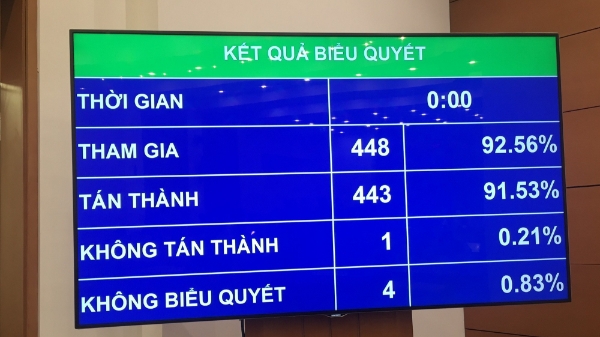 KẾT QUẢ BIỂU QUYẾT
THỜI GIAN 0:00
THAM GIA 448 92.56%
TÁN THÀNH 443 91.53%
KHÔNG TÁN THÀNH 1 0.21%
KHÔNG BIỂU QUYẾT 4 0.83%